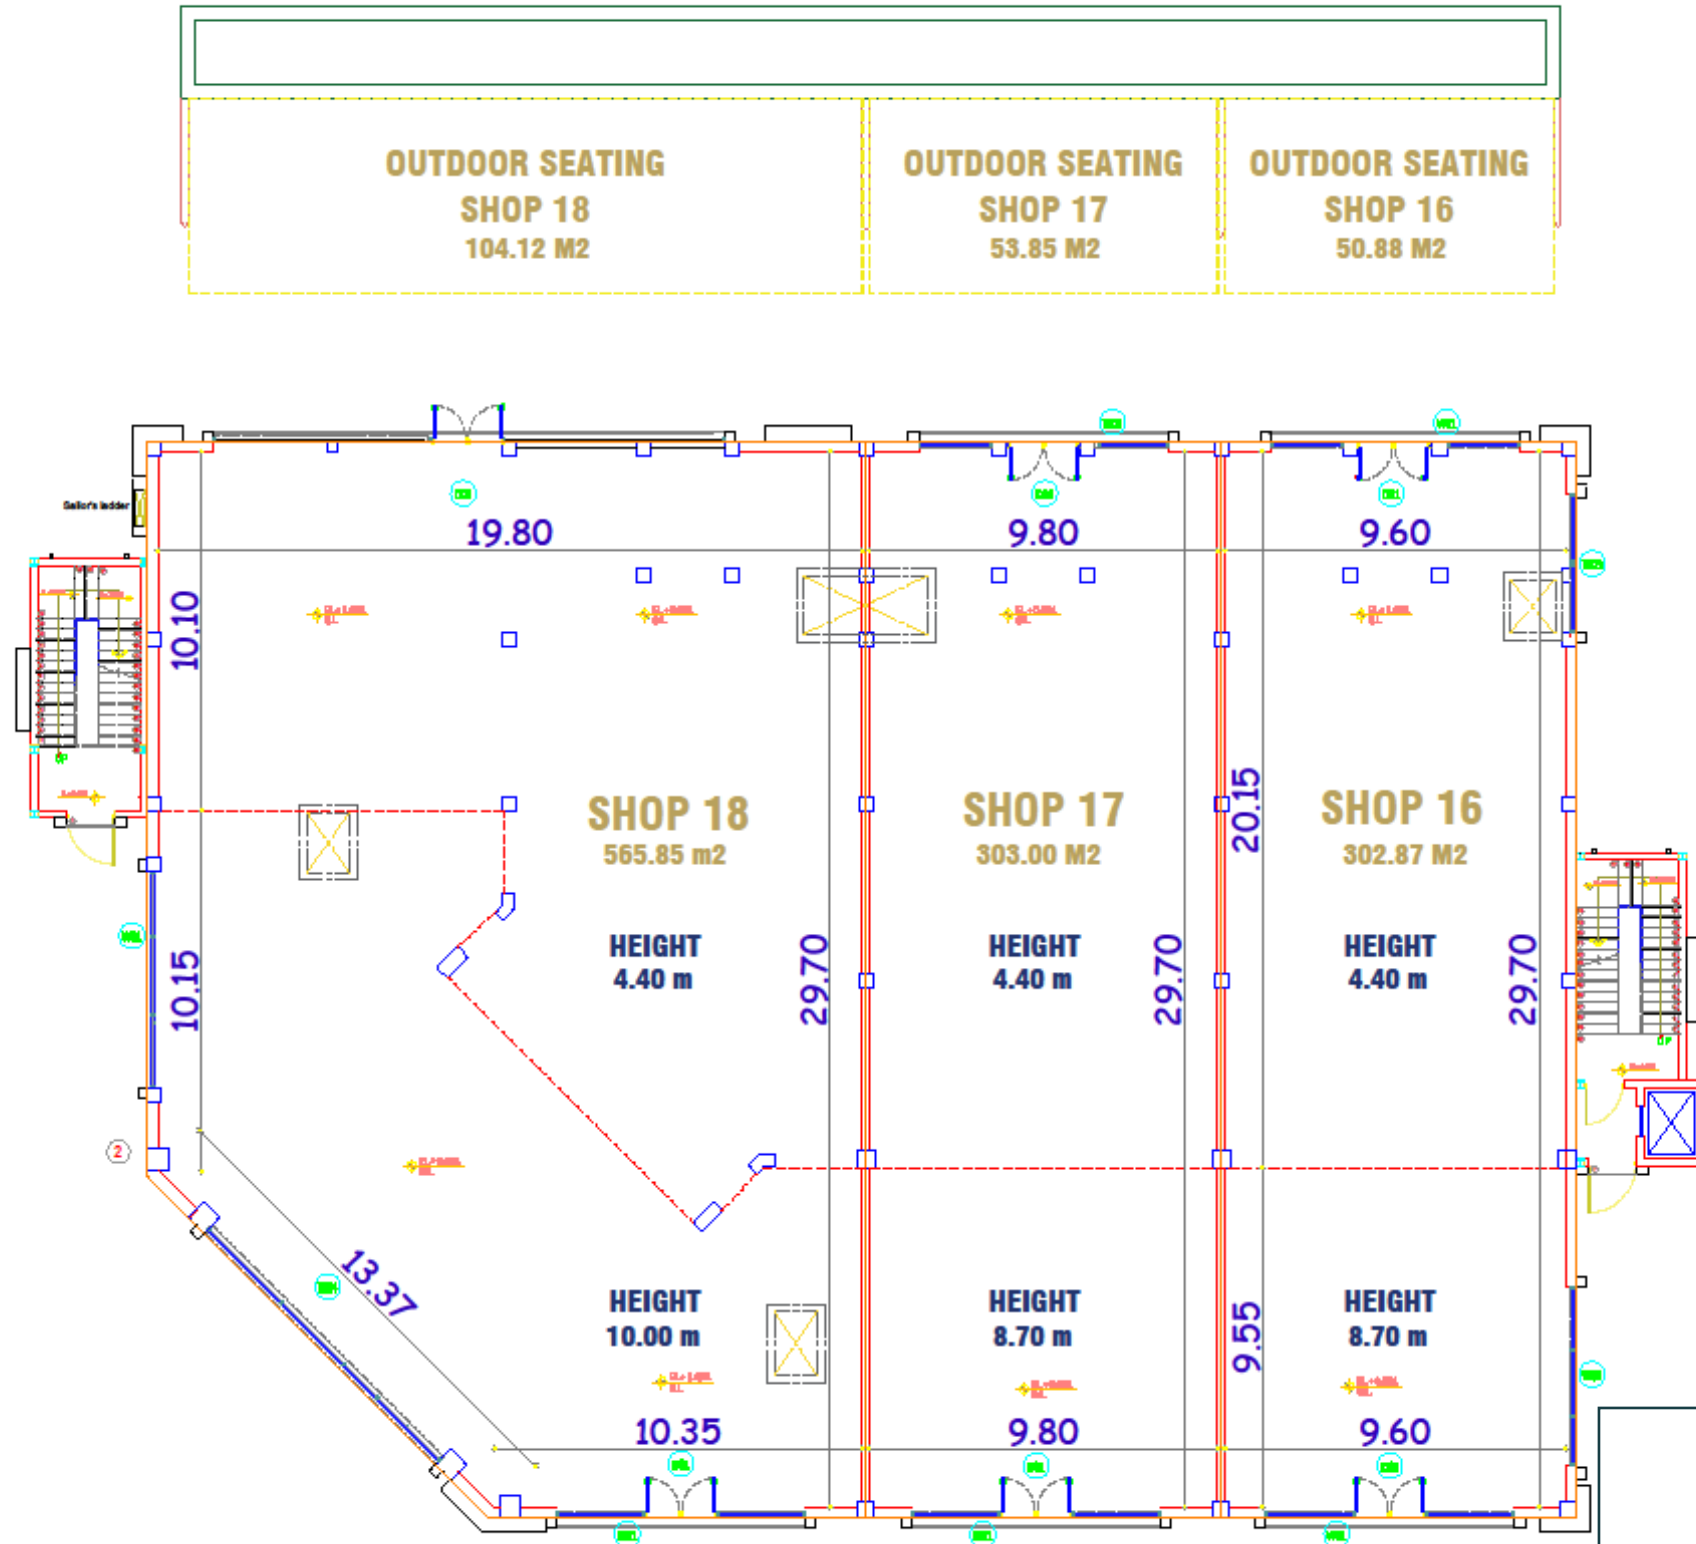 OUTDOOR SEATING
SHOP 18
104.12 M2
OUTDOOR SEATING
SHOP 17
53.85 M2
OUTDOOR SEATING
SHOP 16
50.88 M2
Sailor's ladder
19.80
9.80
9.60
10.10
SHOP 18
565.85 m2
SHOP 17
303.00 M2
SHOP 16
302.87 M2
20.15
HEIGHT
4.40 m
HEIGHT
4.40 m
HEIGHT
4.40 m
10.15
29.70
29.70
29.70
UP
UP
2
13.37
HEIGHT
10.00 m
HEIGHT
8.70 m
HEIGHT
8.70 m
9.55
10.35
9.80
9.60